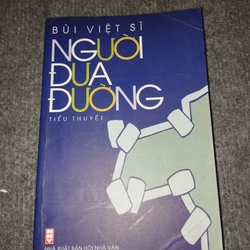 BÙI VIỆT SĨ
NGƯỜI
ĐƯA
ĐƯỜNG
TIỂU THUYẾT
NHÀ XUẤT BẢN HỘI NHÀ VĂN